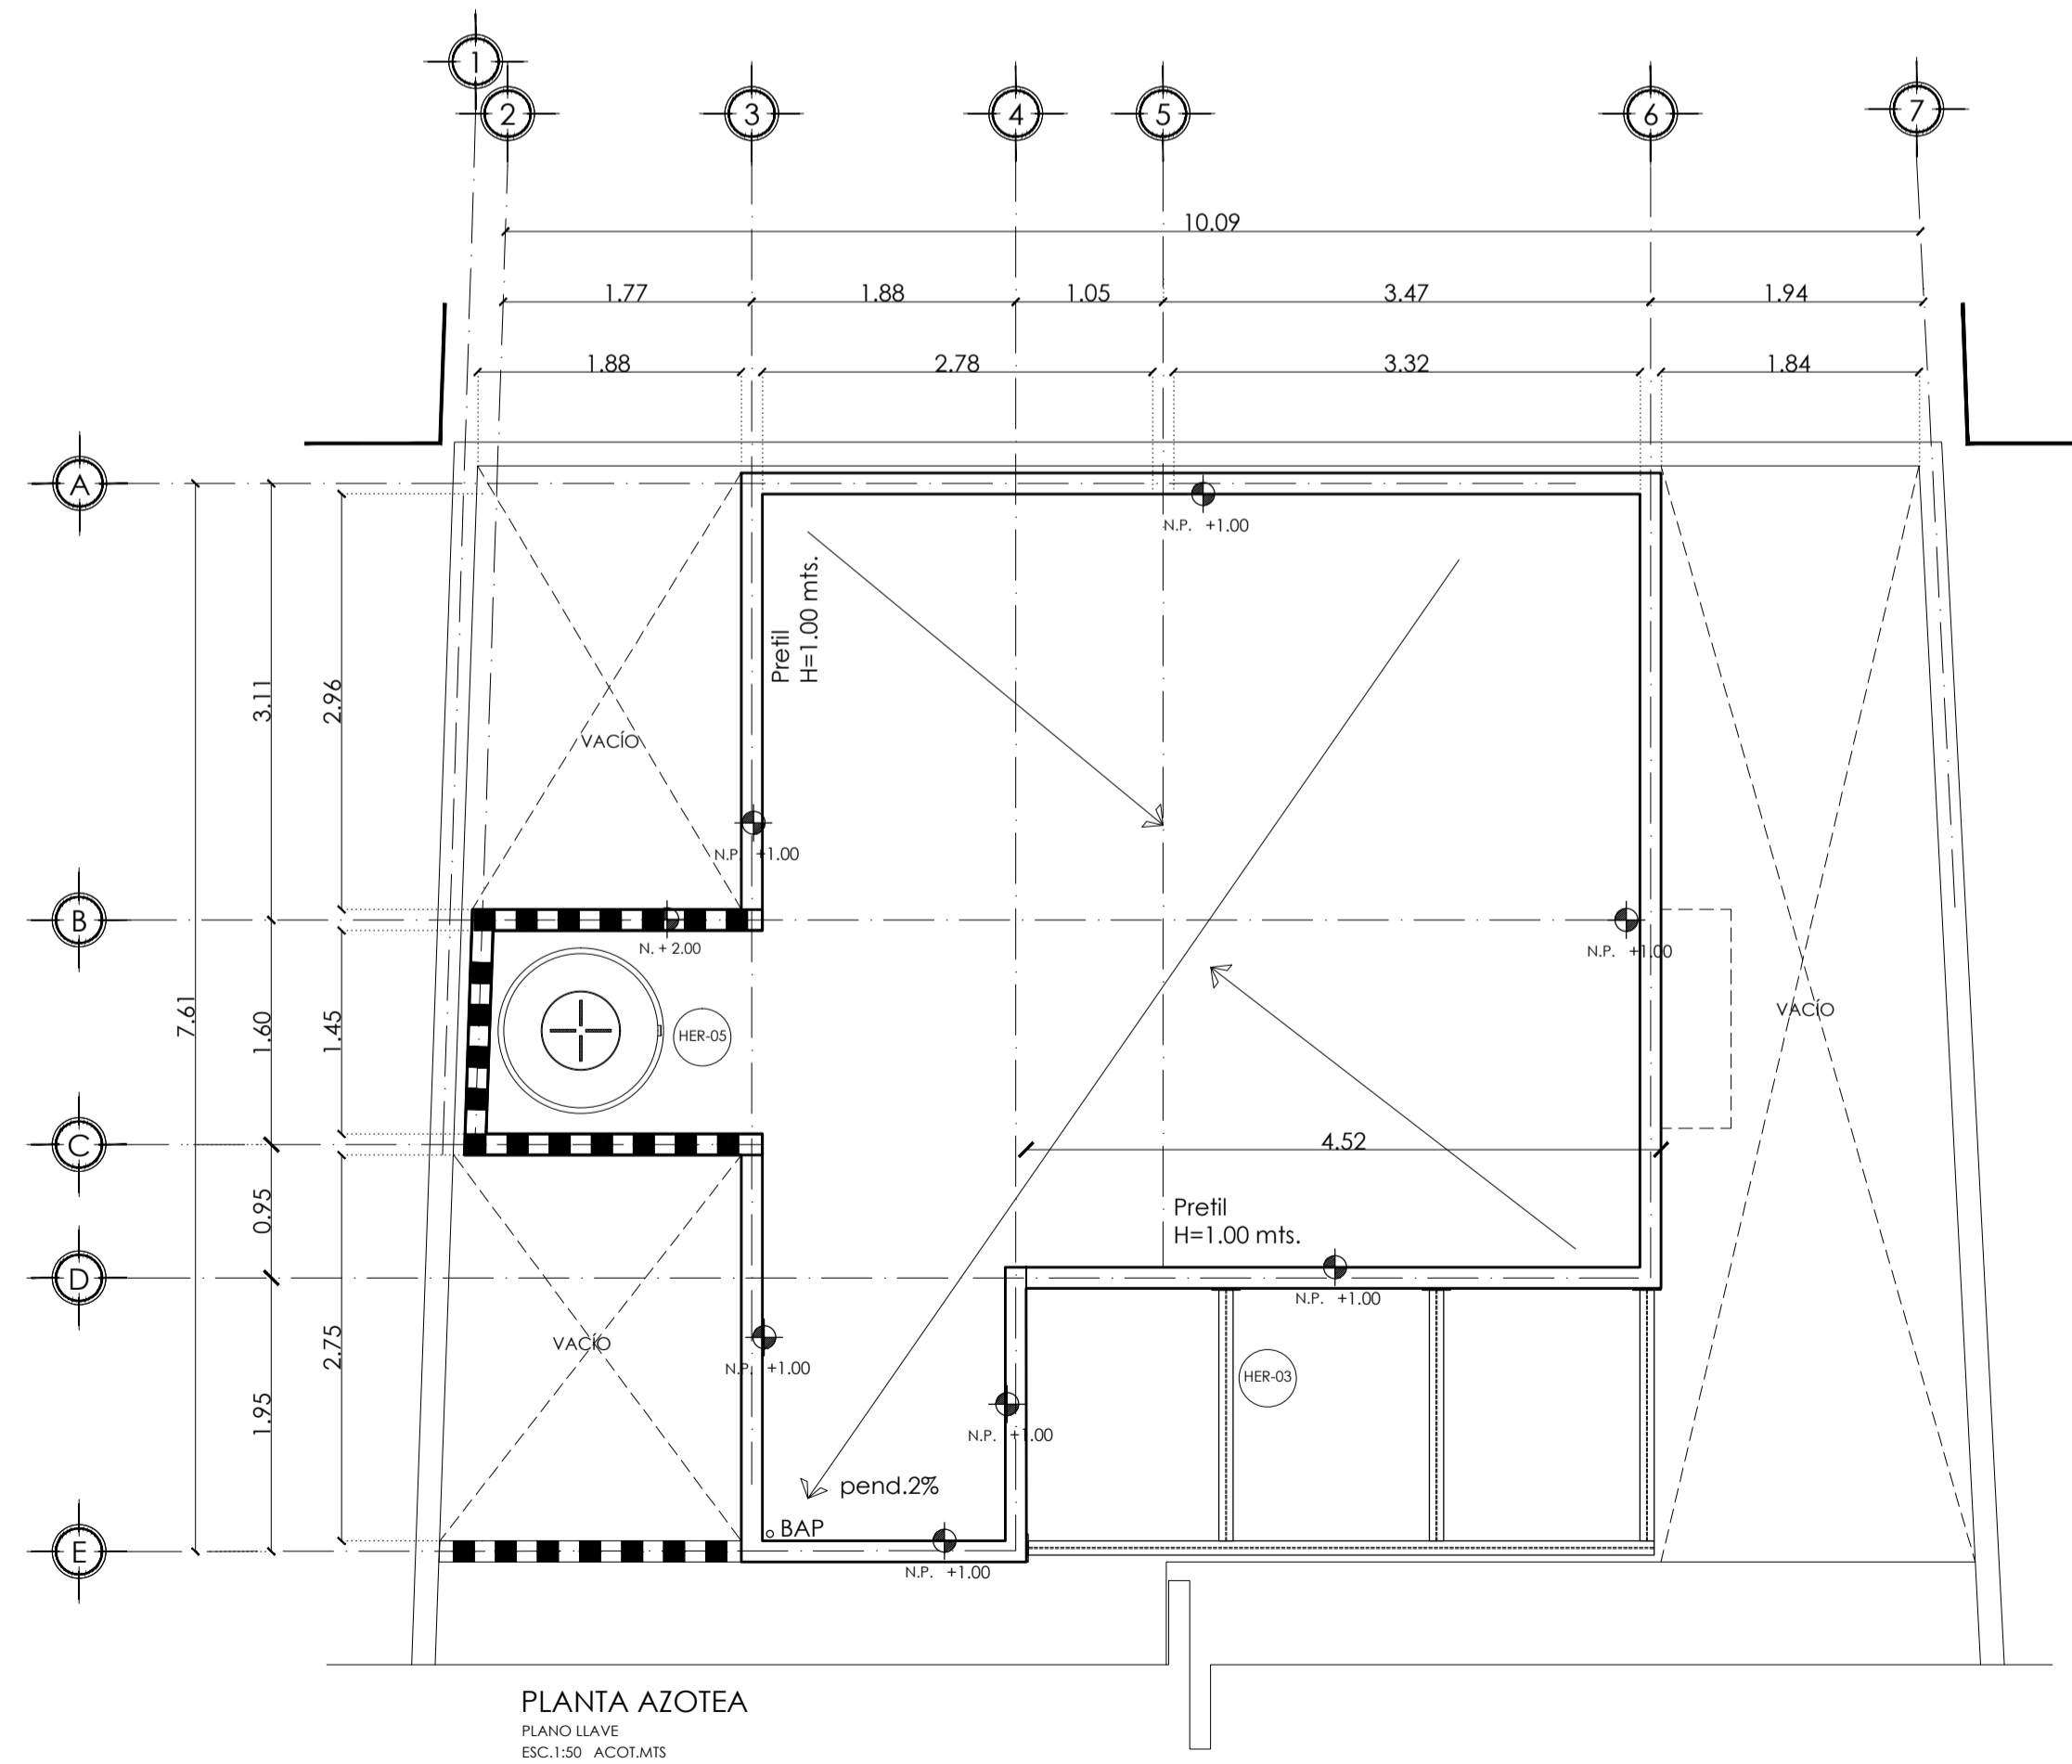 1
2
3
4
5
6
7
10.09
1.77
1.88
1.05
3.47
1.94
1.88
2.78
3.32
1.84
A
N.P. +1.00
Pretil
H=1.00 mts.
3.11
2.96
VACÍO
N.P. +1.00
B
N. + 2.00
N.P. +1.00
7.61
1.60
1.45
HER-05
VACÍO
C
4.52
0.95
Pretil
H=1.00 mts.
D
N.P. +1.00
2.75
VACÍO
N.P. +1.00
HER-03
1.95
N.P. +1.00
pend.2%
BAP
E
N.P. +1.00
PLANTA AZOTEA
PLANO LLAVE
ESC.1:50 ACOT.MTS